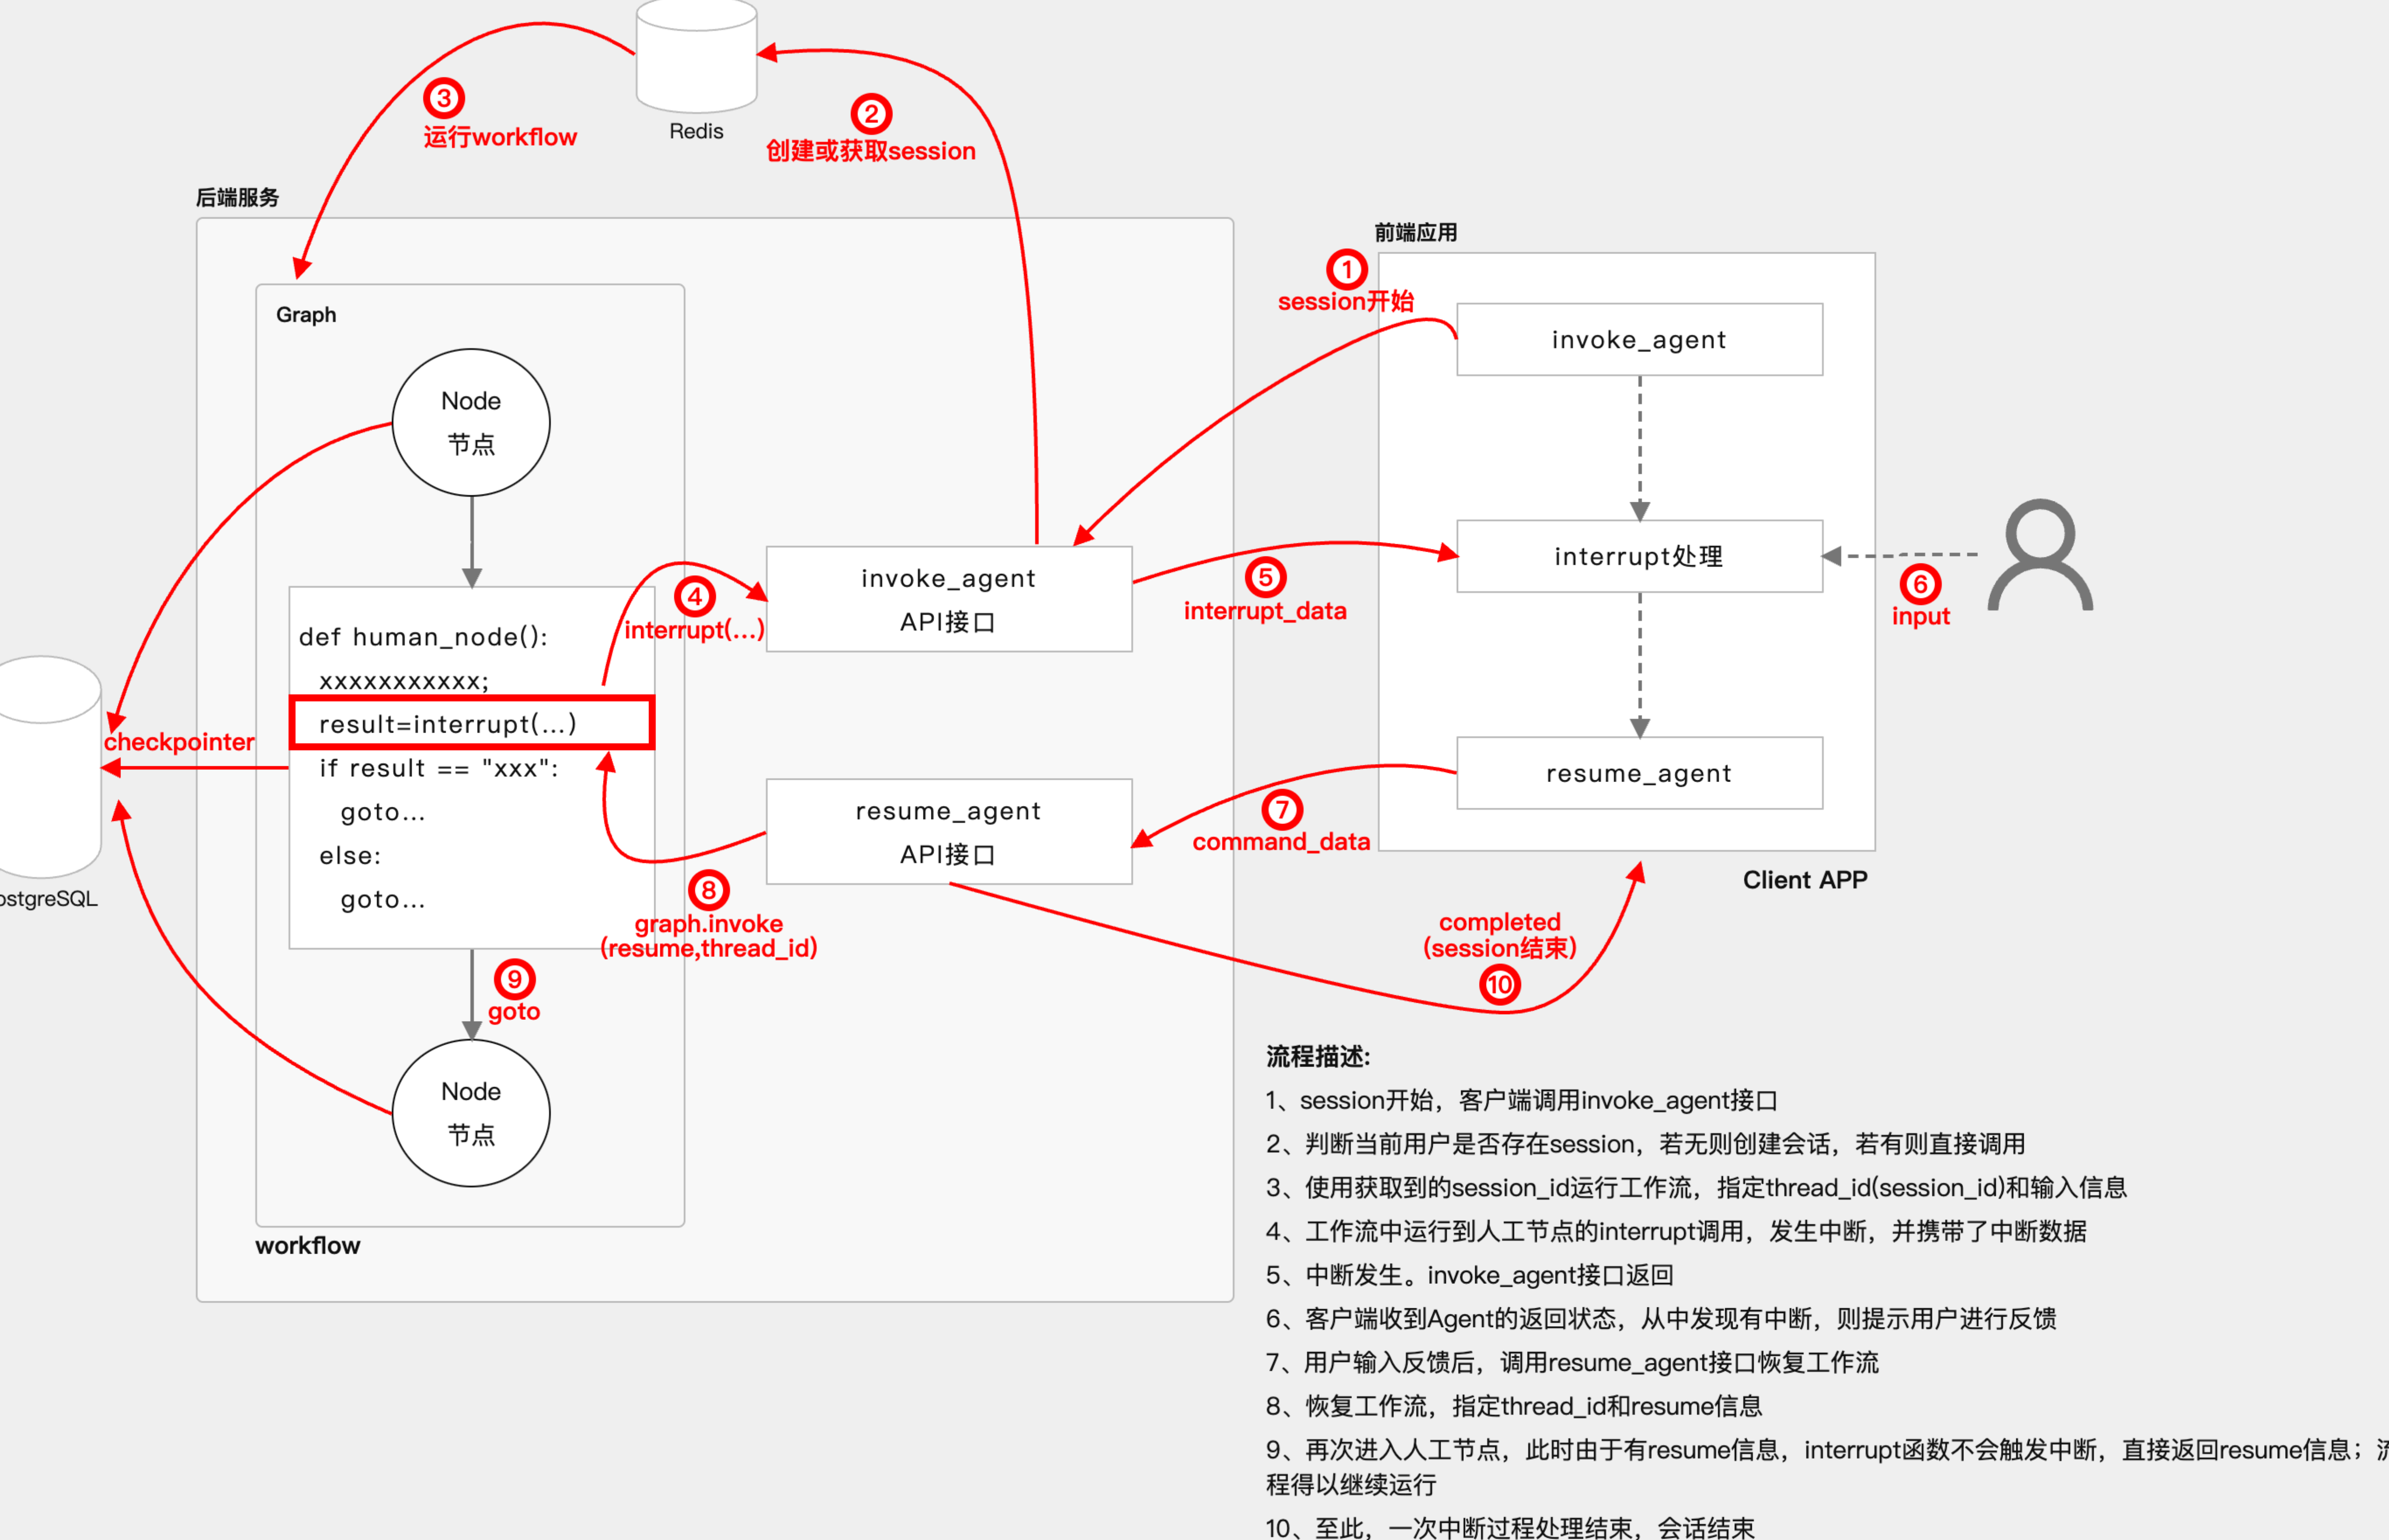 ③
运行workflow
Redis
②
创建或获取session
后端服务
前端应用
①
session开始
Graph
invoke_agent
Node
节点
interrupt处理
⑥
input
④
interrupt(...)
invoke_agent
API接口
⑤
interrupt_data
def human_node():
xxxxxxxxxxx;
result=interrupt(...)
if result == "xxx":
goto...
else:
goto...
checkpointer
ostgreSQL
resume_agent
resume_agent
API接口
⑦
command_data
Client APP
⑧
graph.invoke
(resume,thread_id)
completed
(session结束)
⑩
⑨
goto
Node
节点
workflow
流程描述:
1、session开始，客户端调用invoke_agent接口
2、判断当前用户是否存在session，若无则创建会话，若有则直接调用
3、使用获取到的session_id运行工作流，指定thread_id(session_id)和输入信息
4、工作流中运行到人工节点的interrupt调用，发生中断，并携带了中断数据
5、中断发生。invoke_agent接口返回
6、客户端收到Agent的返回状态，从中发现有中断，则提示用户进行反馈
7、用户输入反馈后，调用resume_agent接口恢复工作流
8、恢复工作流，指定thread_id和resume信息
9、再次进入人工节点，此时由于有resume信息，interrupt函数不会触发中断，直接返回resume信息；流
程得以继续运行
10、至此，一次中断过程处理结束，会话结束